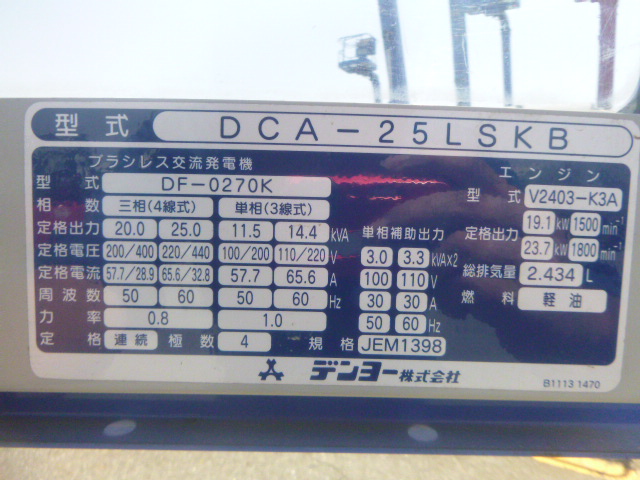 型式 DCA-25LSKB
ブラシレス交流発電機 エンジン
型式 DF-0270K 型式 V2403-K3A
相数 三相(4線式) 単相(3線式)
定格出力 20.0 25.0 11.5 14.4 kVA 単相補助出力 定格出力 19.1 kW 1500 min⁻¹
定格電圧 200/400 220/440 100/200 110/220 V 3.0 3.3 kVA×2 23.7 kW 1800 min⁻¹
定格電流 57.7/28.9 65.6/32.8 57.7 65.6 A 100 110 V 総排気量 2.434 L
周波数 50 60 50 60 Hz 30 30 A 燃料 軽油
力率 0.8 1.0 50 60 Hz
定格 連続 極数 4 規格 JEM1398
デンヨー株式会社
B1113 1470